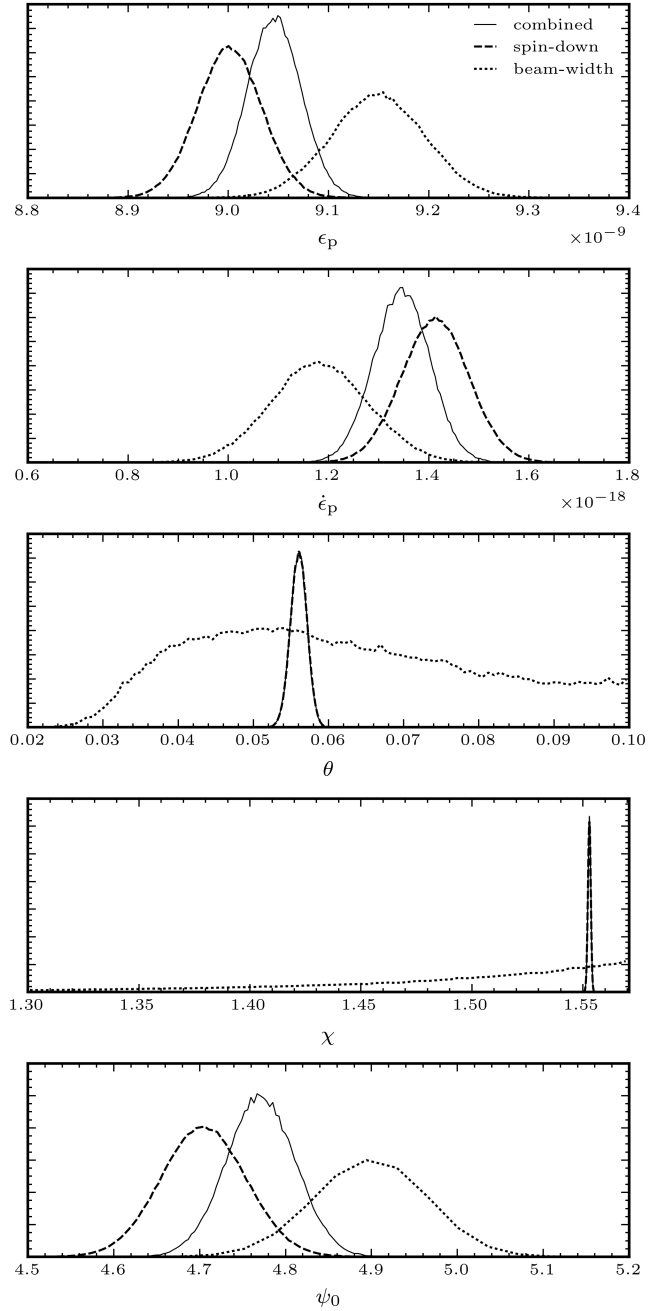 combined
spin-down
beam-width
8.8 8.9 9.0 9.1 9.2 9.3 9.4
ϵp ×10−9
0.6 0.8 1.0 1.2 1.4 1.6 1.8
×10−18
ϵ̇p
0.02 0.03 0.04 0.05 0.06 0.07 0.08 0.09 0.10
θ
1.30 1.35 1.40 1.45 1.50 1.55
χ
4.5 4.6 4.7 4.8 4.9 5.0 5.1 5.2
ψ0